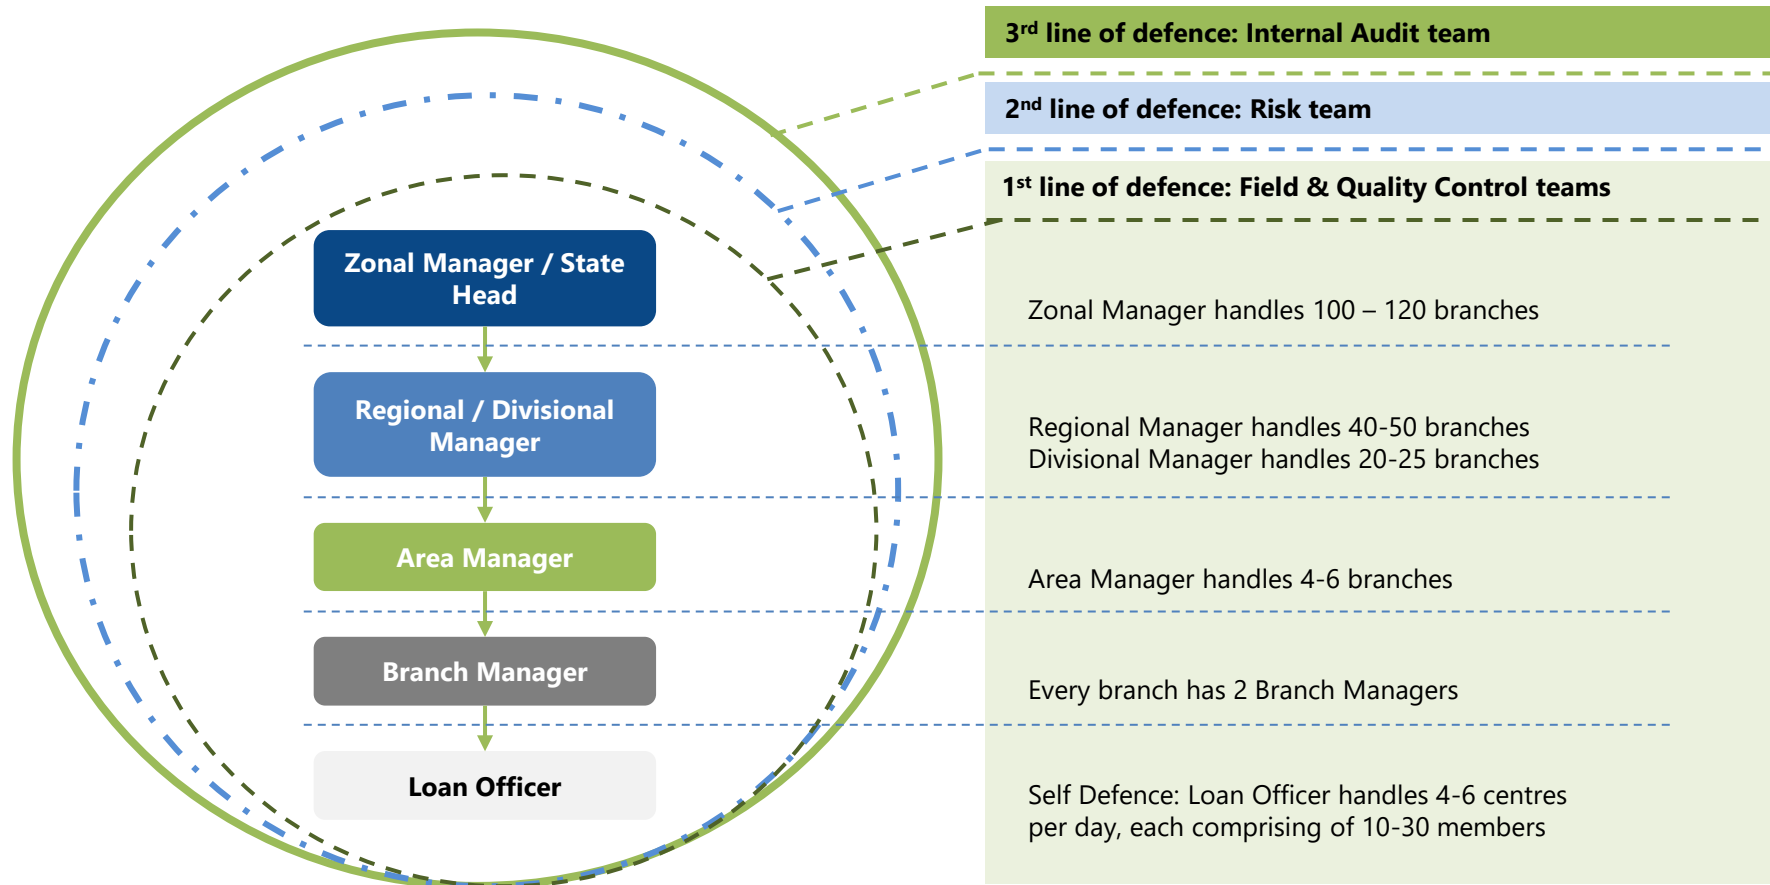 3rd line of defence: Internal Audit team
2nd line of defence: Risk team
1st line of defence: Field & Quality Control teams
Zonal Manager / State
Head
Zonal Manager handles 100 – 120 branches
Regional / Divisional
Manager
Regional Manager handles 40-50 branches
Divisional Manager handles 20-25 branches
Area Manager
Area Manager handles 4-6 branches
Branch Manager
Every branch has 2 Branch Managers
Loan Officer
Self Defence: Loan Officer handles 4-6 centres
per day, each comprising of 10-30 members